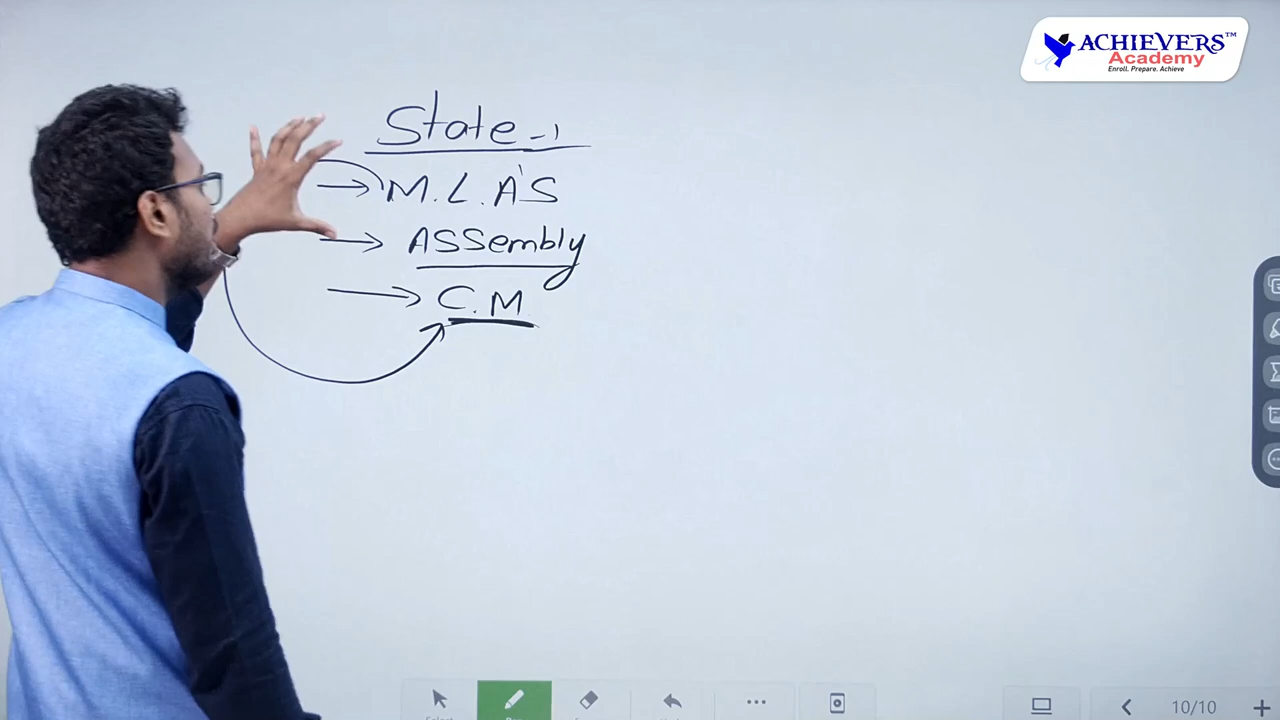 ACHIEVERS™
Academy
Enroll. Prepare. Achieve
State-1
M.L.A'S
ASSembly
C.M
10/10